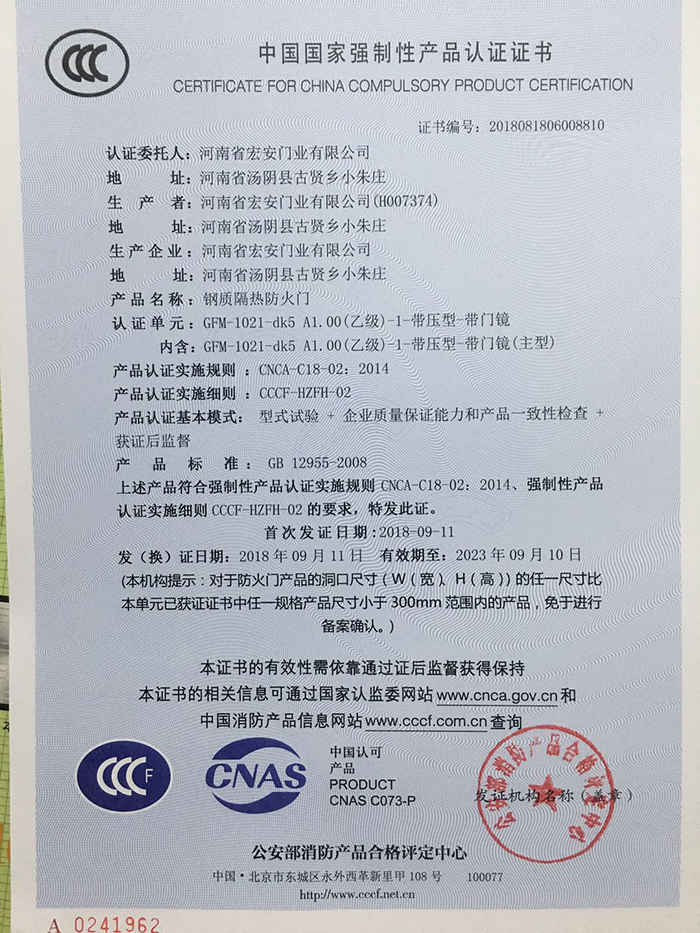 CCC
中国国家强制性产品认证证书
CERTIFICATE FOR CHINA COMPULSORY PRODUCT CERTIFICATION
证书编号：2018081806008810
认证委托人：河南省宏安门业有限公司
地 址：河南省汤阴县古贤乡小朱庄
生 产 者：河南省宏安门业有限公司(H007374)
地 址：河南省汤阴县古贤乡小朱庄
生产企业：河南省宏安门业有限公司
地 址：河南省汤阴县古贤乡小朱庄
产品名称：钢质隔热防火门
认证单元：GFM-1021-dk5 A1.00(乙级)-1-带压型-带门镜
内含：GFM-1021-dk5 A1.00(乙级)-1-带压型-带门镜(主型)
产品认证实施规则：CNCA-C18-02：2014
产品认证实施细则：CCCF-HZFH-02
产品认证基本模式：型式试验 + 企业质量保证能力和产品一致性检查 +
获证后监督
产 品 标 准：GB 12955-2008
上述产品符合强制性产品认证实施规则 CNCA-C18-02：2014、强制性产品
认证实施细则 CCCF-HZFH-02 的要求，特发此证。
首次发证日期:2018-09-11
发（换）证日期：2018 年 09 月 11 日 有效期至：2023 年 09 月 10 日
(本机构提示：对于防火门产品的洞口尺寸（W（宽）、H（高））的任一尺寸比
本单元已获证证书中任一规格产品尺寸小于 300mm 范围内的产品，免于进行
备案确认。)
本证书的有效性需依靠通过证后监督获得保持
本证书的相关信息可通过国家认监委网站 www.cnca.gov.cn 和
中国消防产品信息网站 www.cccf.com.cn 查询
CCCF
CNAS
中国认可
产品
PRODUCT
CNAS C073-P
公安部消防产品合格评定中心
发证机构名称（盖章）
公安部消防产品合格评定中心
中国·北京市东城区永外西革新里甲 108 号 100077
http://www.cccf.net.cn
A 0241962